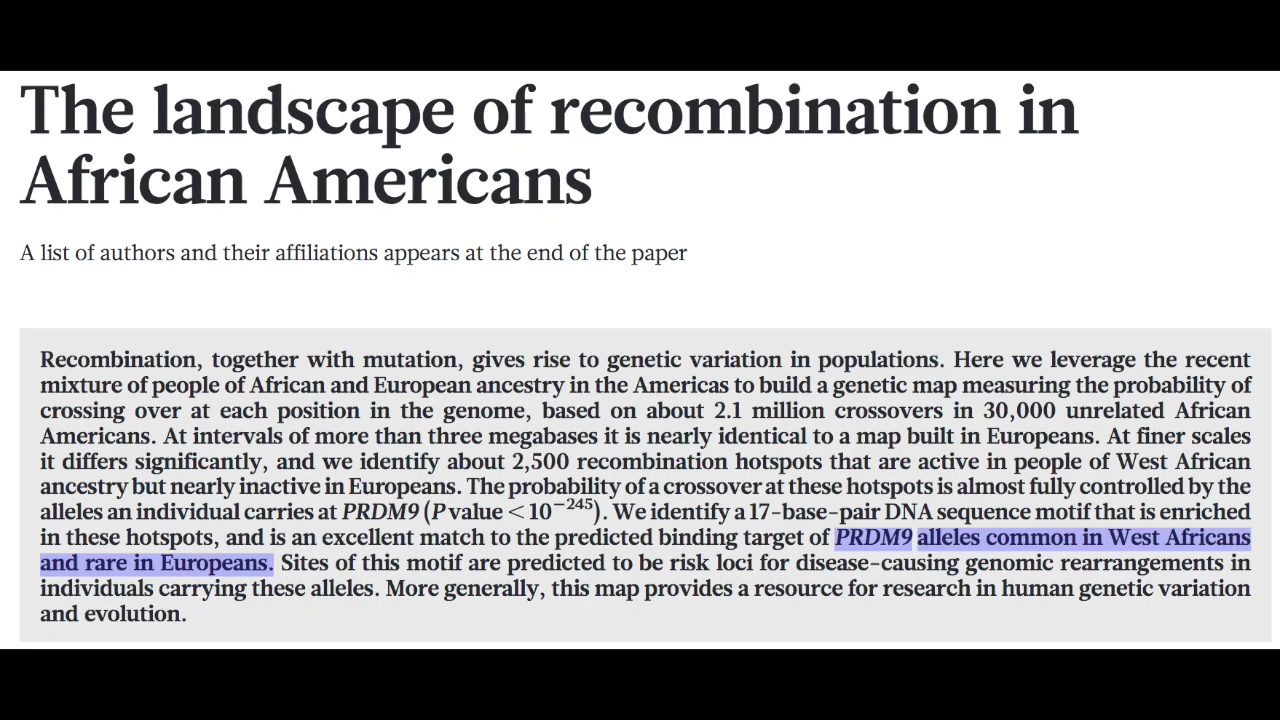 The landscape of recombination in
African Americans
A list of authors and their affiliations appears at the end of the paper
Recombination, together with mutation, gives rise to genetic variation in populations. Here we leverage the recent
mixture of people of African and European ancestry in the Americas to build a genetic map measuring the probability of
crossing over at each position in the genome, based on about 2.1 million crossovers in 30,000 unrelated African
Americans. At intervals of more than three megabases it is nearly identical to a map built in Europeans. At finer scales
it differs significantly, and we identify about 2,500 recombination hotspots that are active in people of West African
ancestry but nearly inactive in Europeans. The probability of a crossover at these hotspots is almost fully controlled by the
alleles an individual carries at PRDM9 (P value < 10⁻²⁴⁵). We identify a 17-base-pair DNA sequence motif that is enriched
in these hotspots, and is an excellent match to the predicted binding target of PRDM9 alleles common in West Africans
and rare in Europeans. Sites of this motif are predicted to be risk loci for disease-causing genomic rearrangements in
individuals carrying these alleles. More generally, this map provides a resource for research in human genetic variation
and evolution.